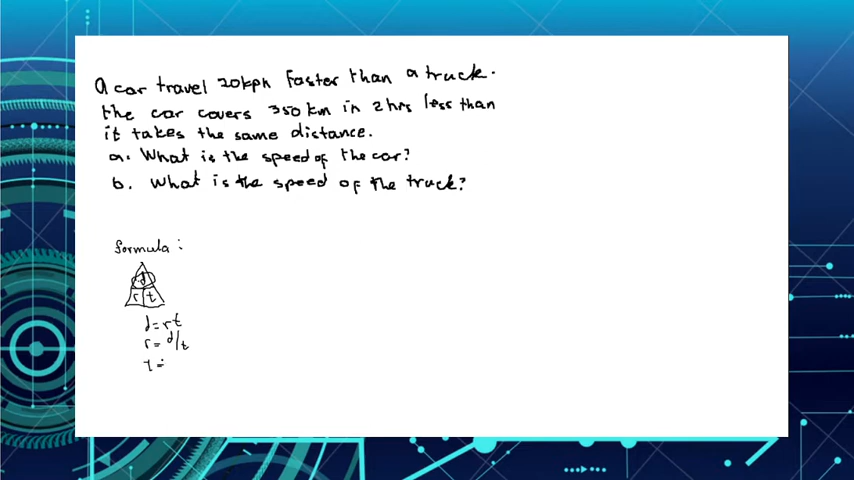 A car travel 20kph faster than a truck.
the car covers 350 km in 2 hrs less than
it takes the same distance.
a. What is the speed of the car?
b. What is the speed of the truck?
formula :
d
r t
d = rt
r = d/t
t =